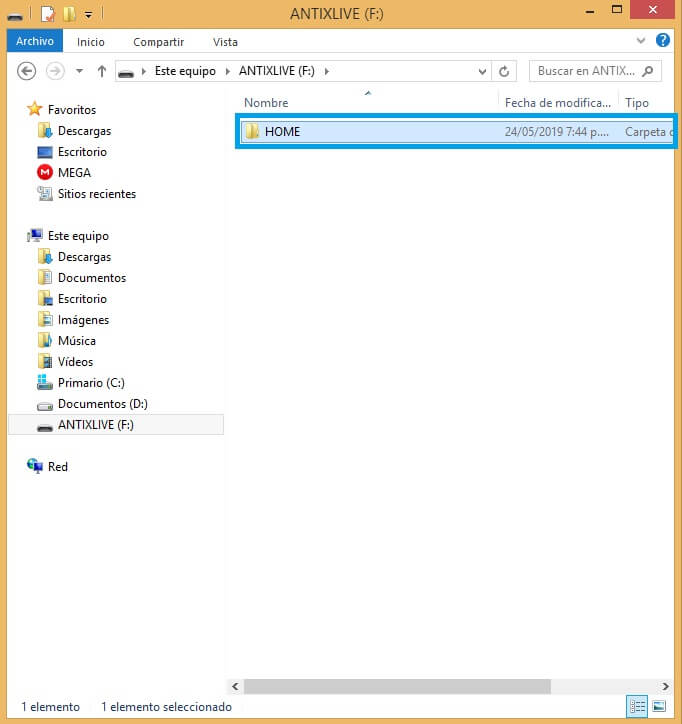 ANTIXLIVE (F:)
Archivo Inicio Compartir Vista
Este equipo ANTIXLIVE (F:) Buscar en ANTIX...
Favoritos
Descargas
Escritorio
MEGA
Sitios recientes
Este equipo
Descargas
Documentos
Escritorio
Imágenes
Música
Vídeos
Primario (C:)
Documentos (D:)
ANTIXLIVE (F:)
Red
Nombre Fecha de modifica... Tipo
HOME 24/05/2019 7:44 p.... Carpeta d
1 elemento 1 elemento seleccionado